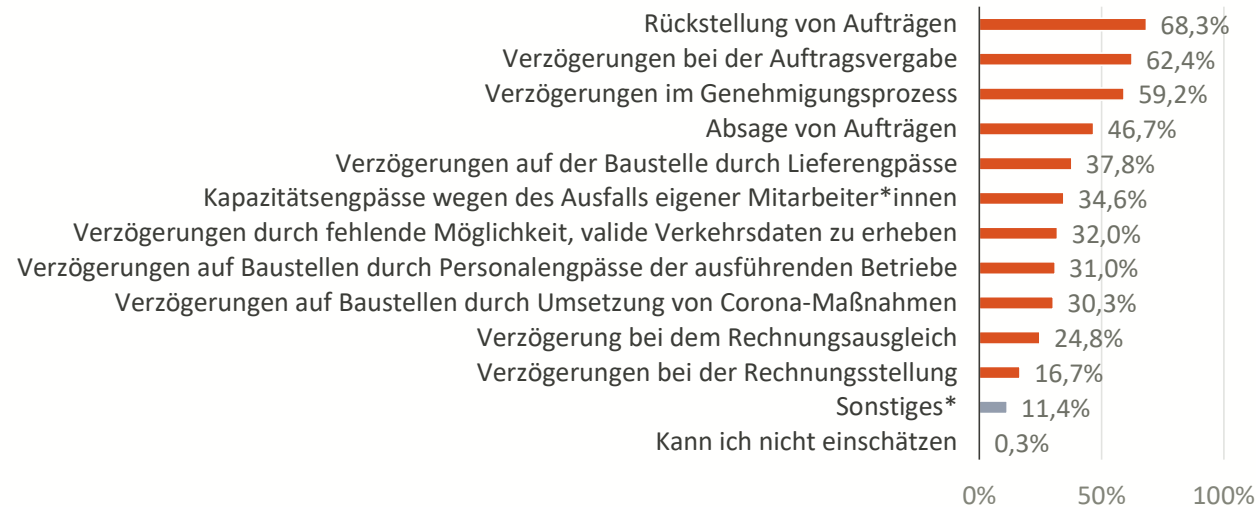 Rückstellung von Aufträgen 68,3%
Verzögerungen bei der Auftragsvergabe 62,4%
Verzögerungen im Genehmigungsprozess 59,2%
Absage von Aufträgen 46,7%
Verzögerungen auf der Baustelle durch Lieferengpässe 37,8%
Kapazitätsengpässe wegen des Ausfalls eigener Mitarbeiter*innen 34,6%
Verzögerungen durch fehlende Möglichkeit, valide Verkehrsdaten zu erheben 32,0%
Verzögerungen auf Baustellen durch Personalengpässe der ausführenden Betriebe 31,0%
Verzögerungen auf Baustellen durch Umsetzung von Corona-Maßnahmen 30,3%
Verzögerung bei dem Rechnungsausgleich 24,8%
Verzögerungen bei der Rechnungsstellung 16,7%
Sonstiges* 11,4%
Kann ich nicht einschätzen 0,3%
0% 50% 100%